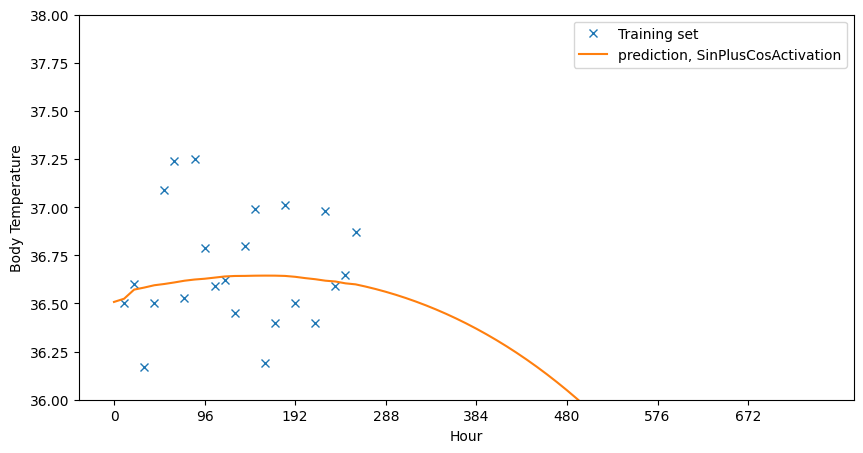 38.00
37.75
37.50
37.25
37.00
36.75
36.50
36.25
36.00
Body Temperature
Training set
prediction, SinPlusCosActivation
0 96 192 288 384 480 576 672
Hour